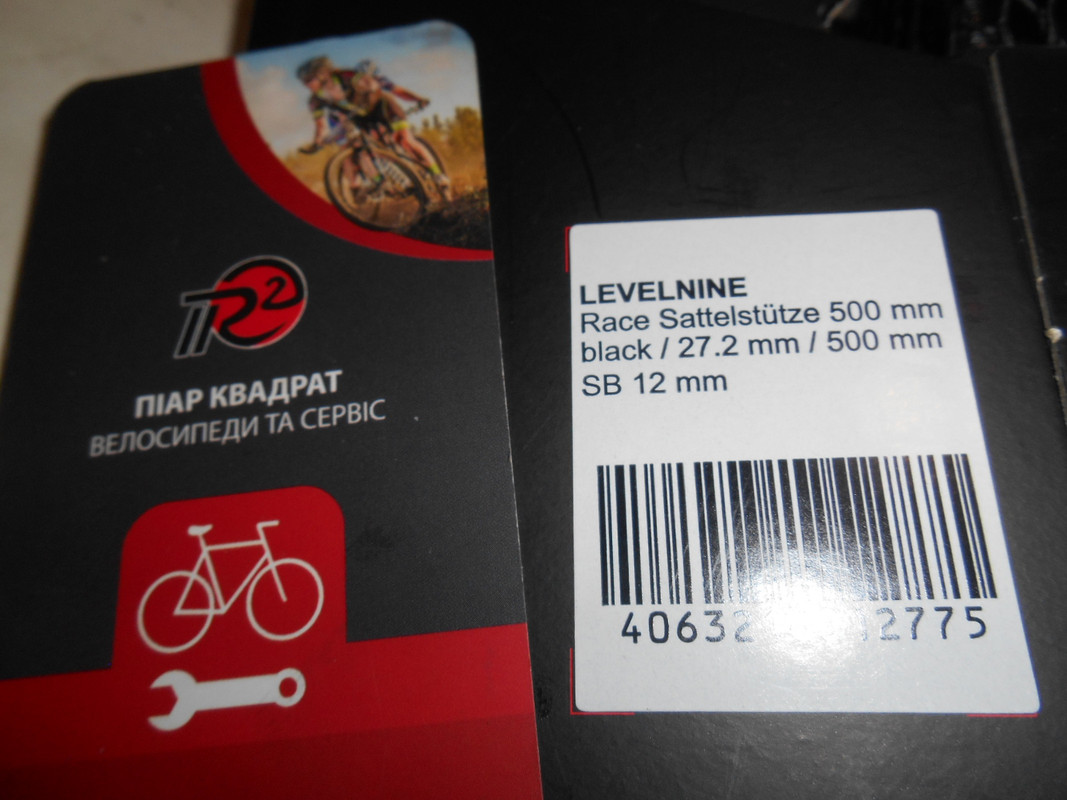 ПR2
ПІАР КВАДРАТ
ВЕЛОСИПЕДИ ТА СЕРВІС
LEVELNINE
Race Sattelstütze 500 mm
black / 27.2 mm / 500 mm
SB 12 mm